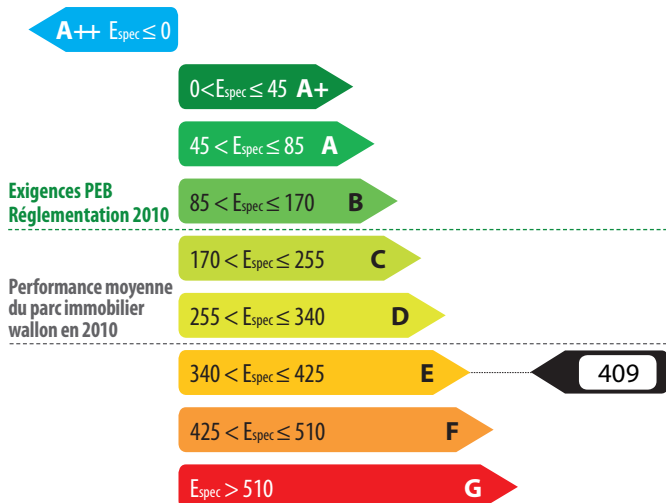 A++ Espec ≤ 0
0<Espec ≤ 45 A+
45 < Espec ≤ 85 A
Exigences PEB
Réglementation 2010
85 < Espec ≤ 170 B
170 < Espec ≤ 255 C
Performance moyenne
du parc immobilier
wallon en 2010
255 < Espec ≤ 340 D
340 < Espec ≤ 425 E
409
425 < Espec ≤ 510 F
Espec > 510 G